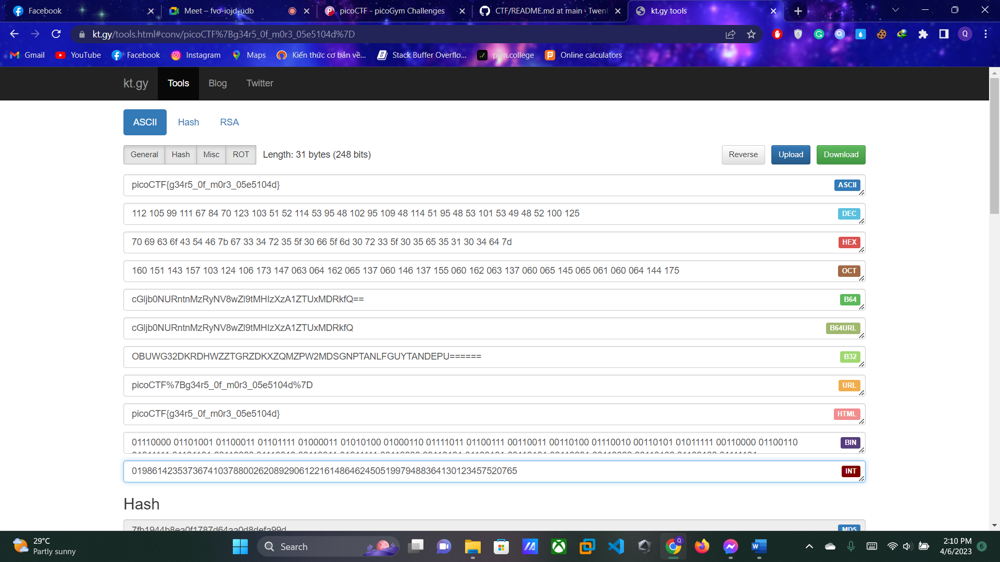 Facebook
Meet – fvo-iojd-udb
picoCTF - picoGym Challenges
CTF/README.md at main · Twent
kt.gy tools
kt.gy/tools.html#conv/picoCTF%7Bg34r5_0f_m0r3_05e5104d%7D
Gmail
YouTube
Facebook
Instagram
Maps
Kiến thức cơ bản về...
Stack Buffer Overflo...
pwn.college
Online calculators
kt.gy
Tools
Blog
Twitter
ASCII
Hash
RSA
General
Hash
Misc
ROT
Length: 31 bytes (248 bits)
Reverse
Upload
Download
picoCTF{g34r5_0f_m0r3_05e5104d}
ASCII
112 105 99 111 67 84 70 123 103 51 52 114 53 95 48 102 95 109 48 114 51 95 48 53 101 53 49 48 52 100 125
DEC
70 69 63 6f 43 54 46 7b 67 33 34 72 35 5f 30 66 5f 6d 30 72 33 5f 30 35 65 35 31 30 34 64 7d
HEX
160 151 143 157 103 124 106 173 147 063 064 162 065 137 060 146 137 155 060 162 063 137 060 065 145 065 061 060 064 144 175
OCT
cGljb0NURntnMzRyNV8wZl9tMHIzXzA1ZTUxMDRkfQ==
B64
cGljb0NURntnMzRyNV8wZl9tMHIzXzA1ZTUxMDRkfQ
B64URL
OBUWG32DKRDHWZZTGRZDKXZQMZPW2MDSGNPTANLFGUYTANDEPU======
B32
picoCTF%7Bg34r5_0f_m0r3_05e5104d%7D
URL
picoCTF{g34r5_0f_m0r3_05e5104d}
HTML
01110000 01101001 01100011 01101111 01000011 01010100 01000110 01111011 01100111 00110011 00110100 01110010 00110101 01011111 00110000 01100110
BIN
0198614235373674103788002620892906122161486462450519979488364130123457520765
INT
Hash
7fb1944b8ea0f1787d64aa0d8defa99d
MD5
29°C
Partly sunny
Search
2:10 PM
4/6/2023
6